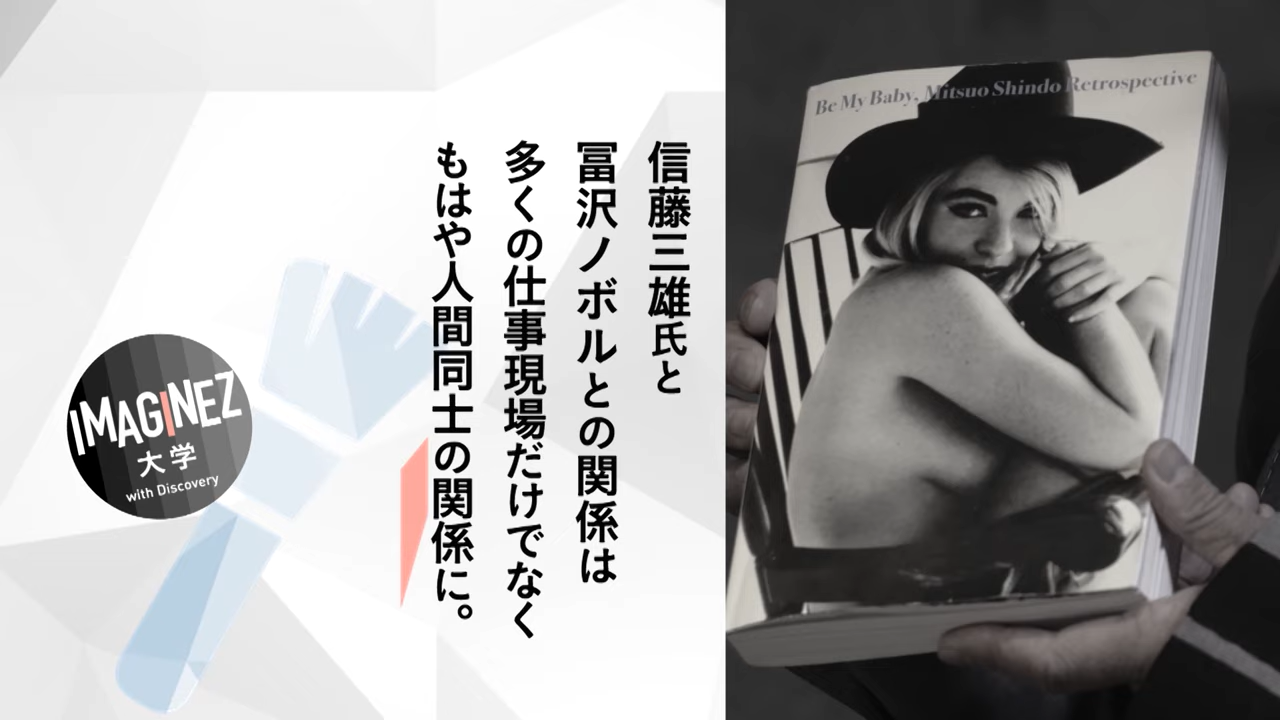 信藤三雄氏と
冨沢ノボルとの関係は
多くの仕事現場だけでなく
もはや人間同士の関係に。
IMAGINEZ
大学
with Discovery
Be My Baby, Mitsuo Shindo Retrospective